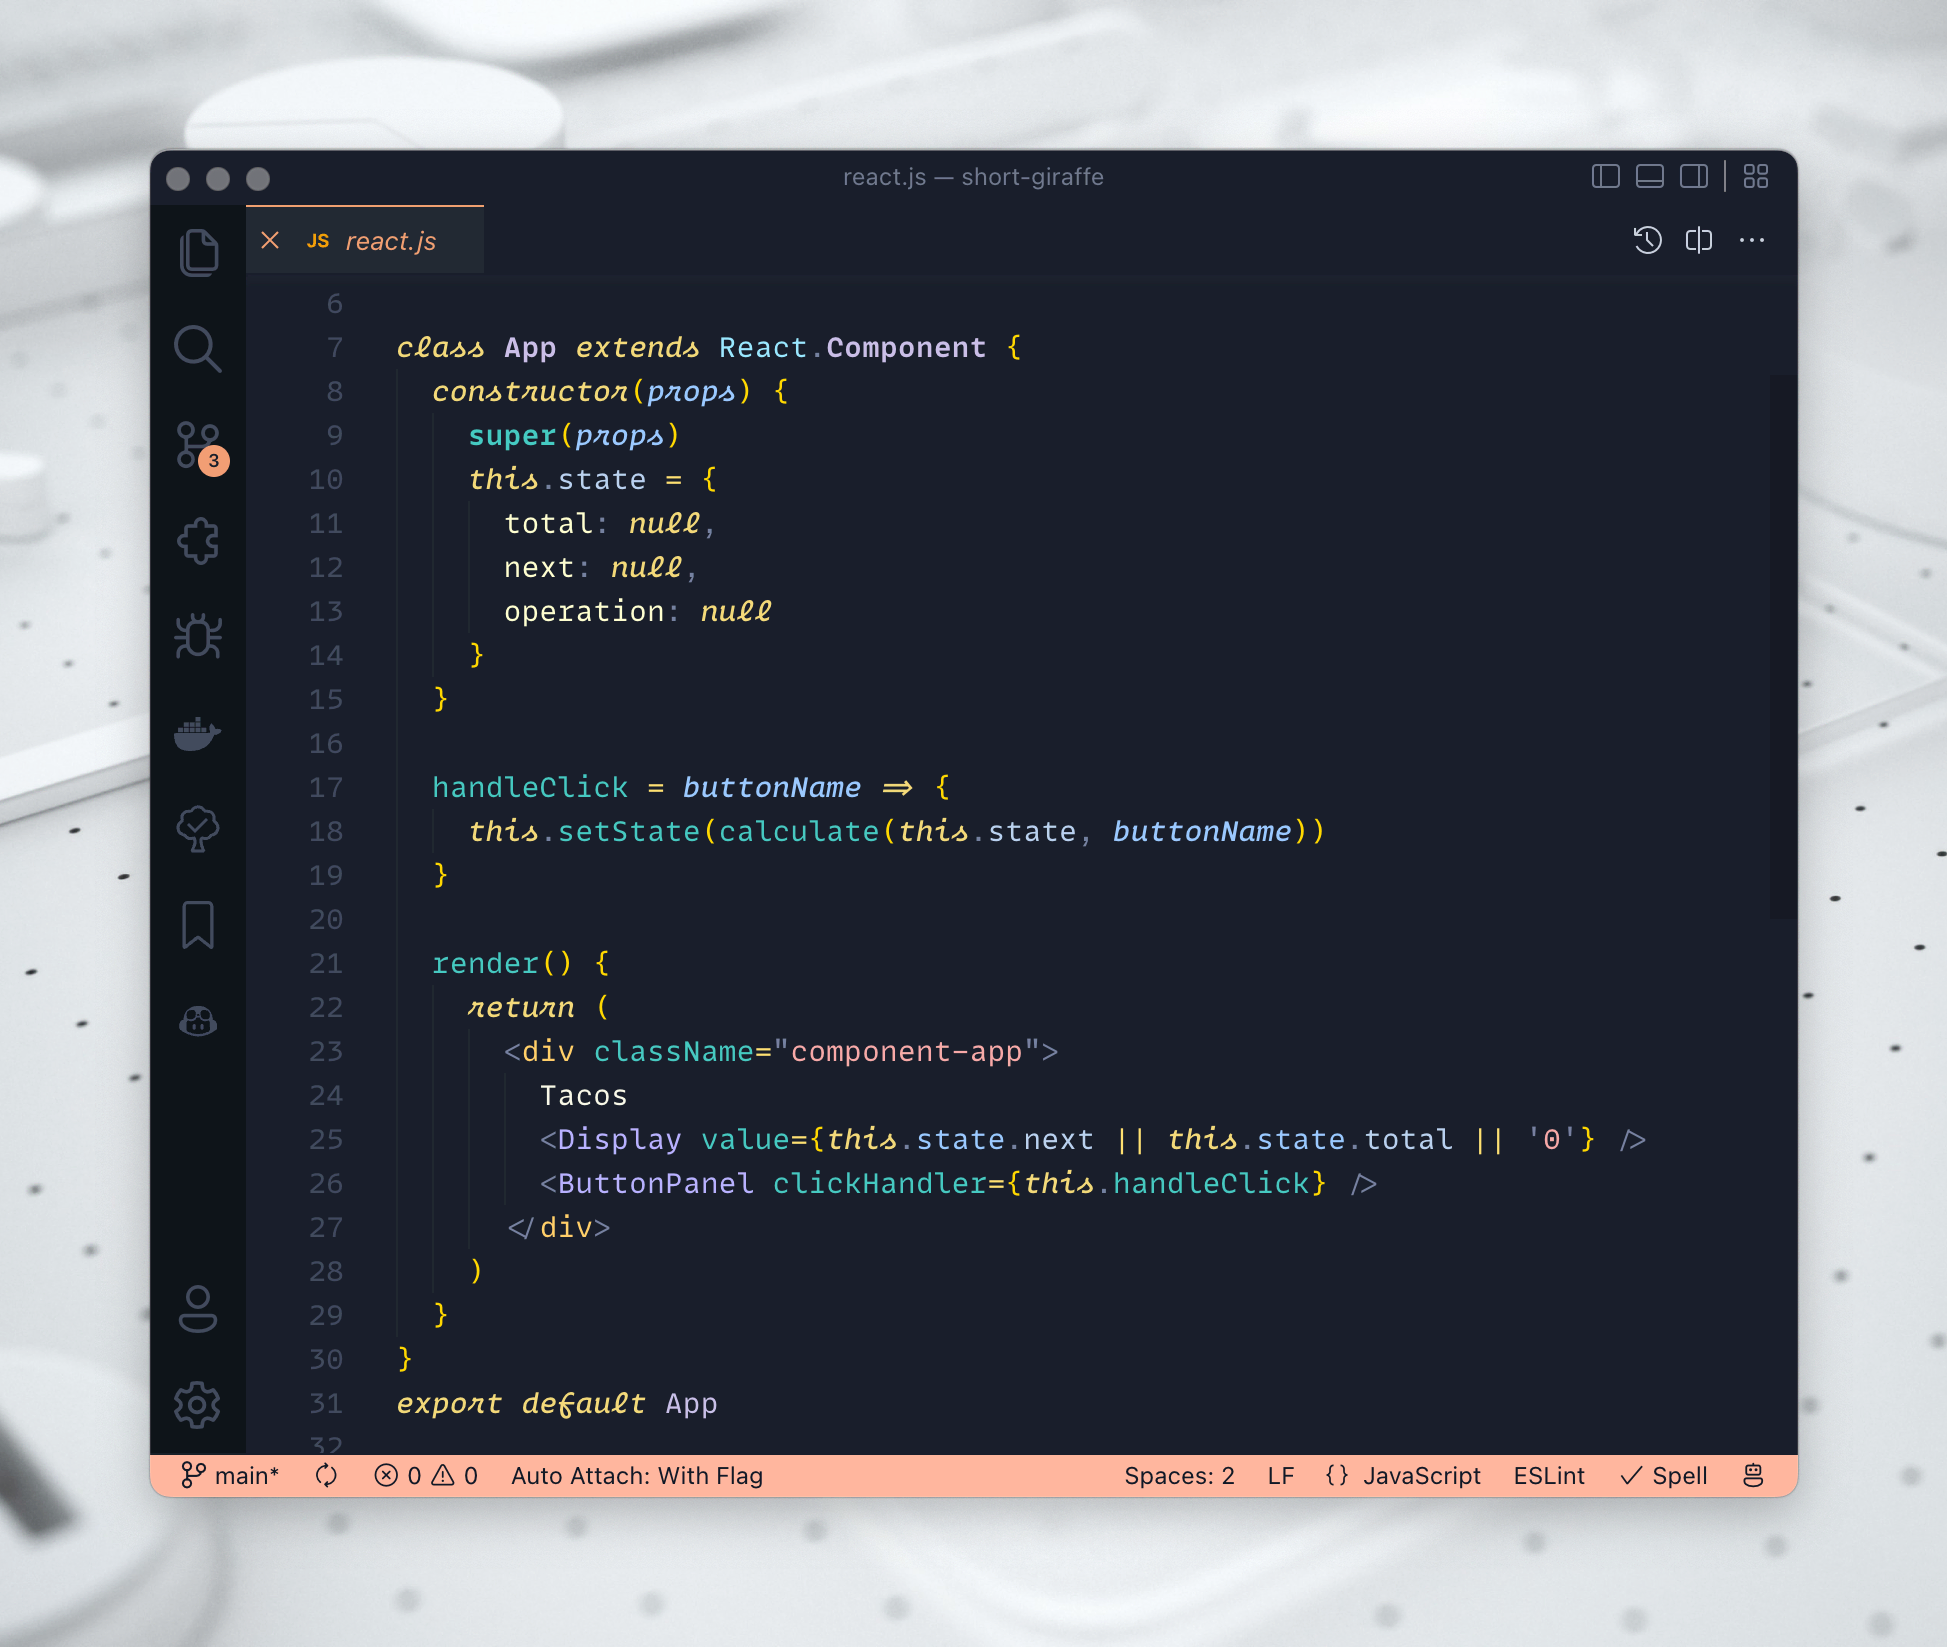 react.js — short-giraffe
JS react.js
3
6
7 class App extends React.Component {
8 constructor(props) {
9 super(props)
10 this.state = {
11 total: null,
12 next: null,
13 operation: null
14 }
15 }
16
17 handleClick = buttonName => {
18 this.setState(calculate(this.state, buttonName))
19 }
20
21 render() {
22 return (
23 <div className="component-app">
24 Tacos
25 <Display value={this.state.next || this.state.total || '0'} />
26 <ButtonPanel clickHandler={this.handleClick} />
27 </div>
28 )
29 }
30 }
31 export default App
32
main* 0 0 Auto Attach: With Flag Spaces: 2 LF {} JavaScript ESLint ✓ Spell